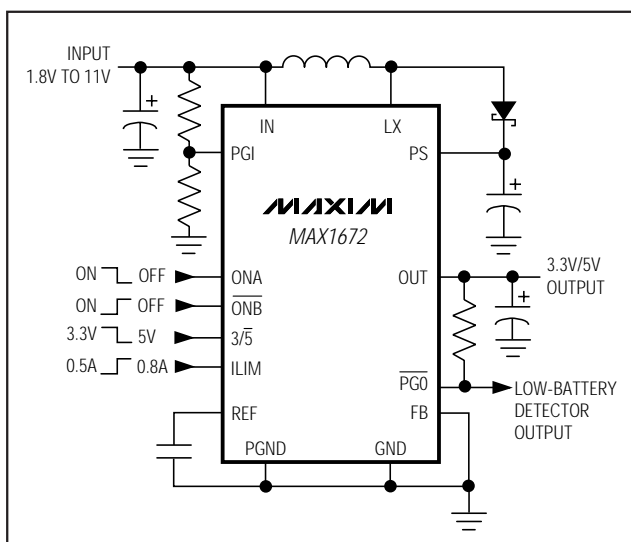 INPUT
1.8V TO 11V
IN
LX
PGI
PS
MAXIM
MAX1672
ON OFF ONA
OUT
3.3V/5V
OUTPUT
ON OFF ONB
3.3V 5V 3/5
0.5A 0.8A ILIM
PG0
LOW-BATTERY
DETECTOR
OUTPUT
REF
FB
PGND
GND